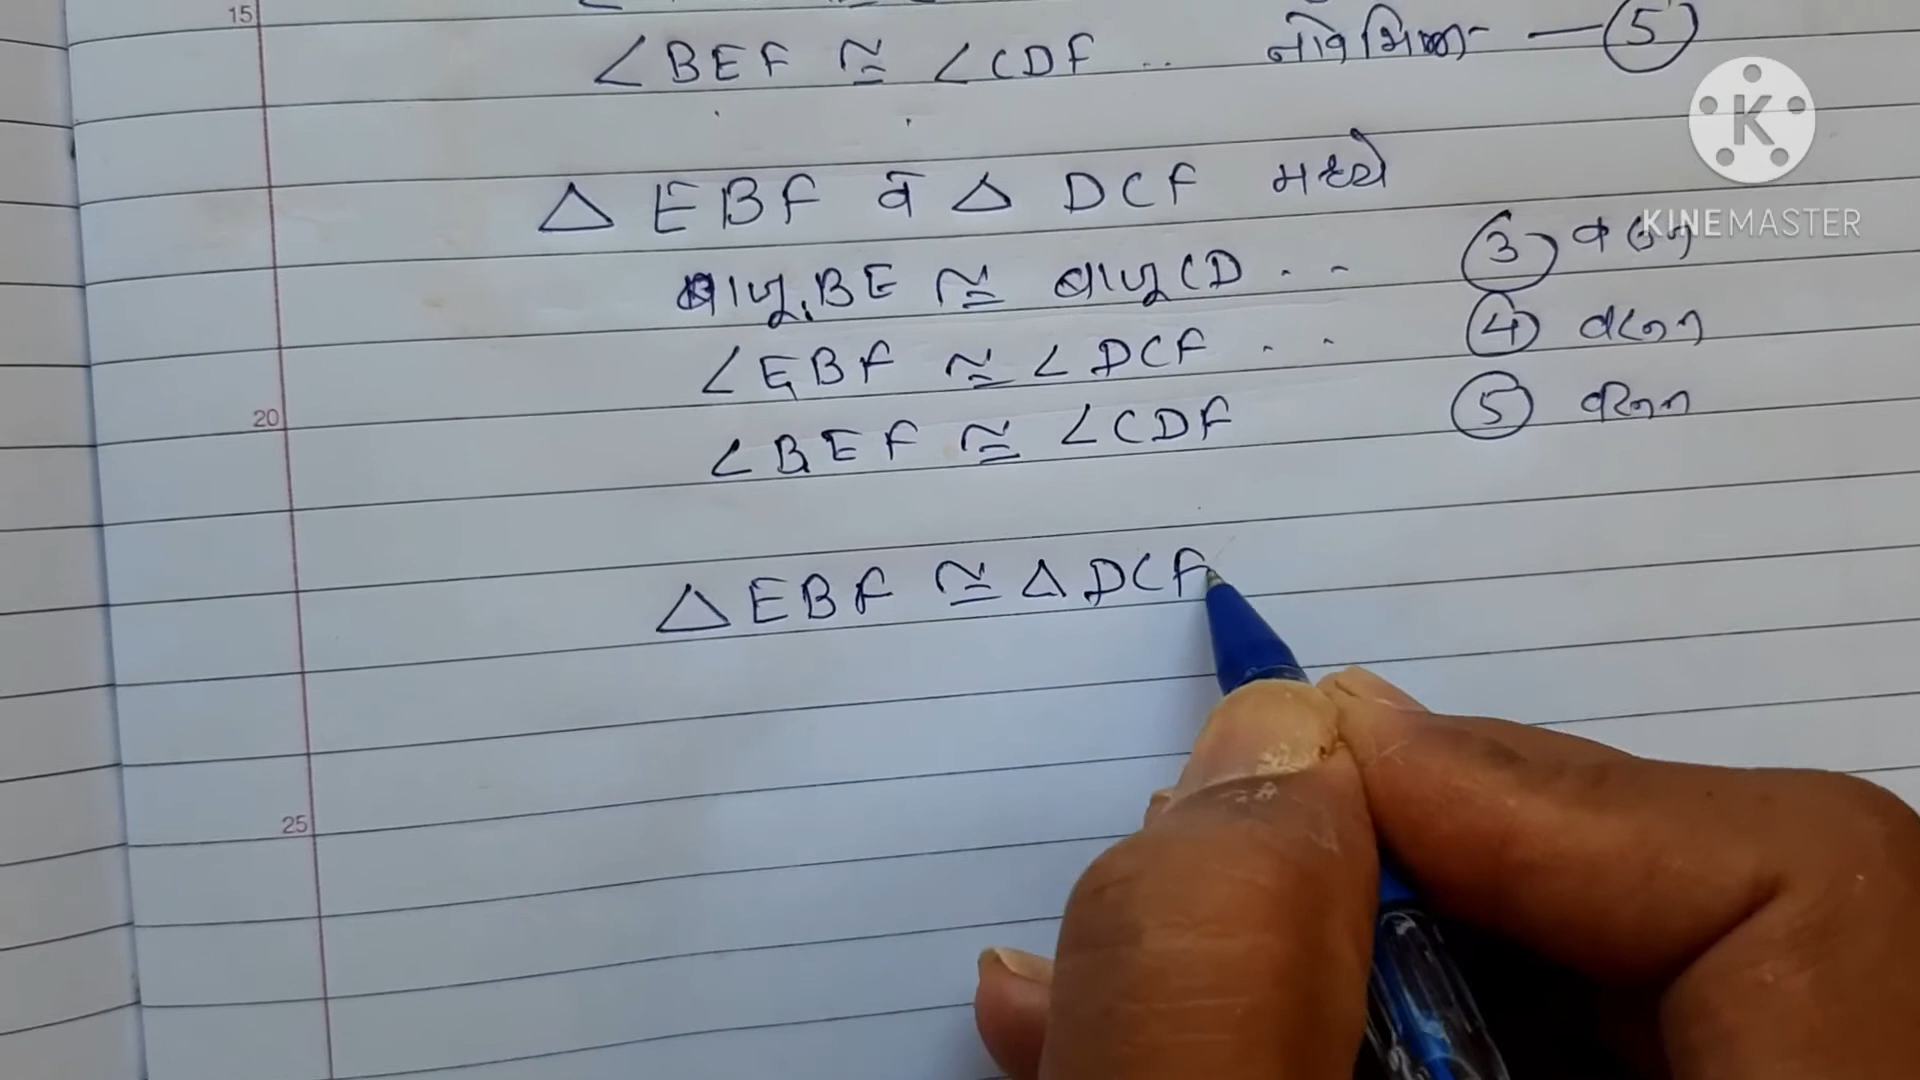 15
∠BEF ≅ ∠CDF .. — ⑤
K
KINEMASTER
△ EBF व △ DCF मध्ये
बाजू BE ≅ बाजू CD .. ③ वरून
∠EBF ≅ ∠DCF .. ④ वरून
20
∠BEF ≅ ∠CDF ⑤ वरून
△EBF ≅ △DCF
25